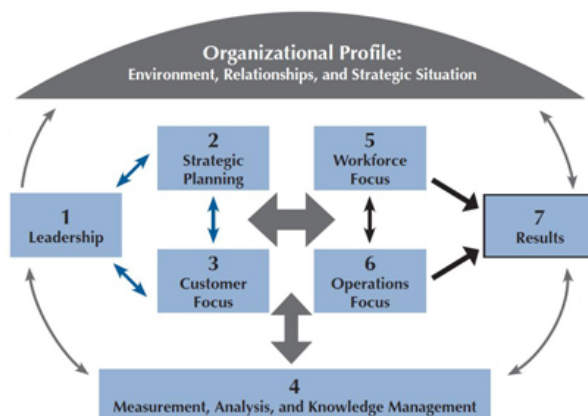 Organizational Profile:
Environment, Relationships, and Strategic Situation
2
Strategic
Planning
5
Workforce
Focus
1
Leadership
7
Results
3
Customer
Focus
6
Operations
Focus
4
Measurement, Analysis, and Knowledge Management